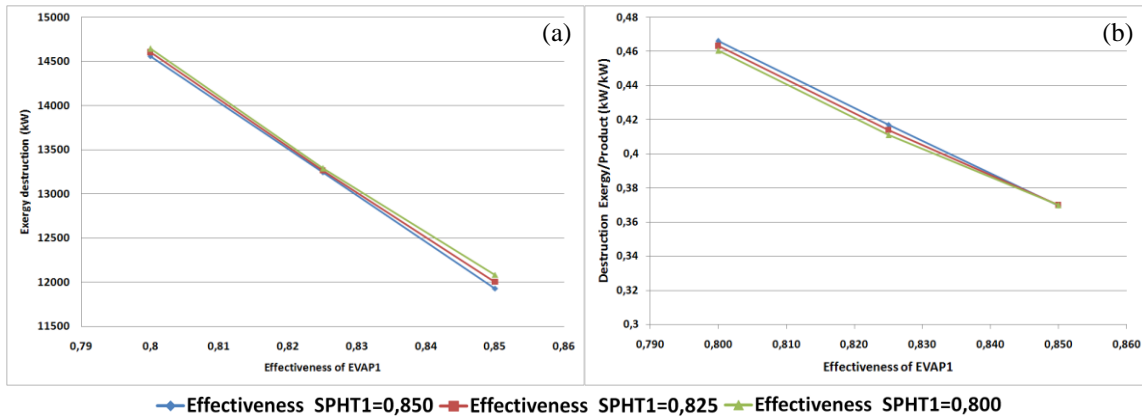 (a)
15000
14500
14000
13500
13000
12500
12000
11500
Exergy destruction (kW)
0,79 0,8 0,81 0,82 0,83 0,84 0,85 0,86
Effectiveness of EVAP1
(b)
0,48
0,46
0,44
0,42
0,4
0,38
0,36
0,34
0,32
0,3
Destruction Exergy/Product (kW/kW)
0,790 0,800 0,810 0,820 0,830 0,840 0,850 0,860
Effectiveness of EVAP1
Effectiveness SPHT1=0,850 Effectiveness SPHT1=0,825 Effectiveness SPHT1=0,800